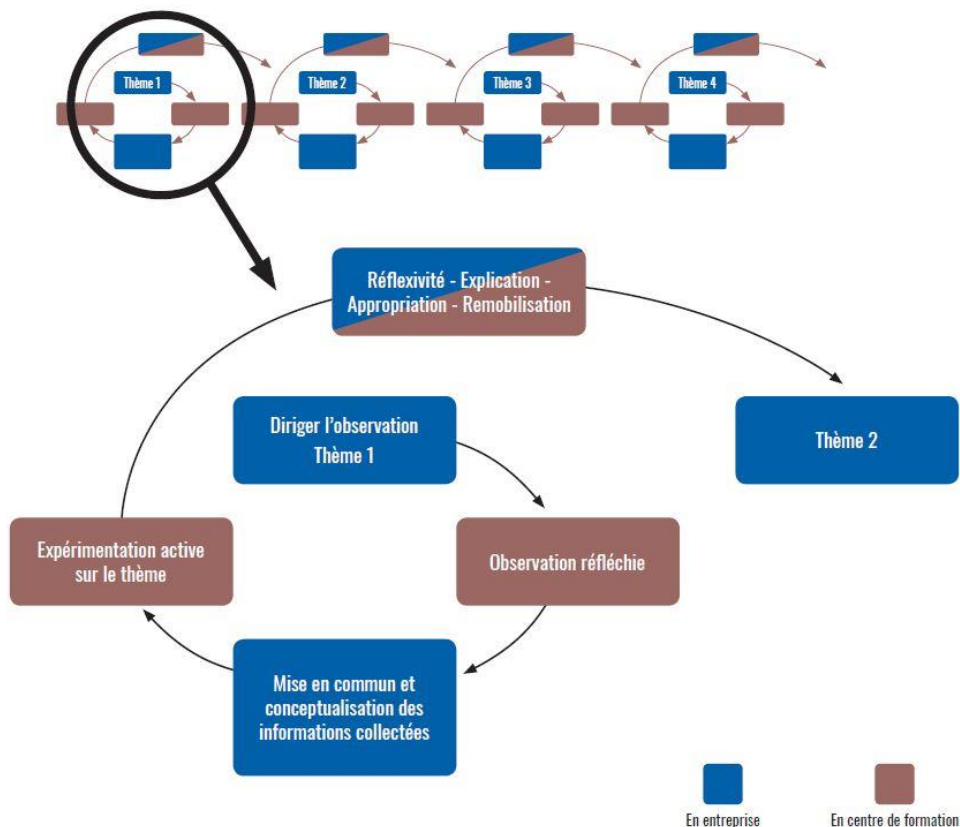 Thème 1
Thème 2
Thème 3
Thème 4
Réflexivité - Explication -
Appropriation - Remobilisation
Diriger l'observation
Thème 1
Thème 2
Expérimentation active
sur le thème
Observation réfléchie
Mise en commun et
conceptualisation des
informations collectées
En entreprise
En centre de formation